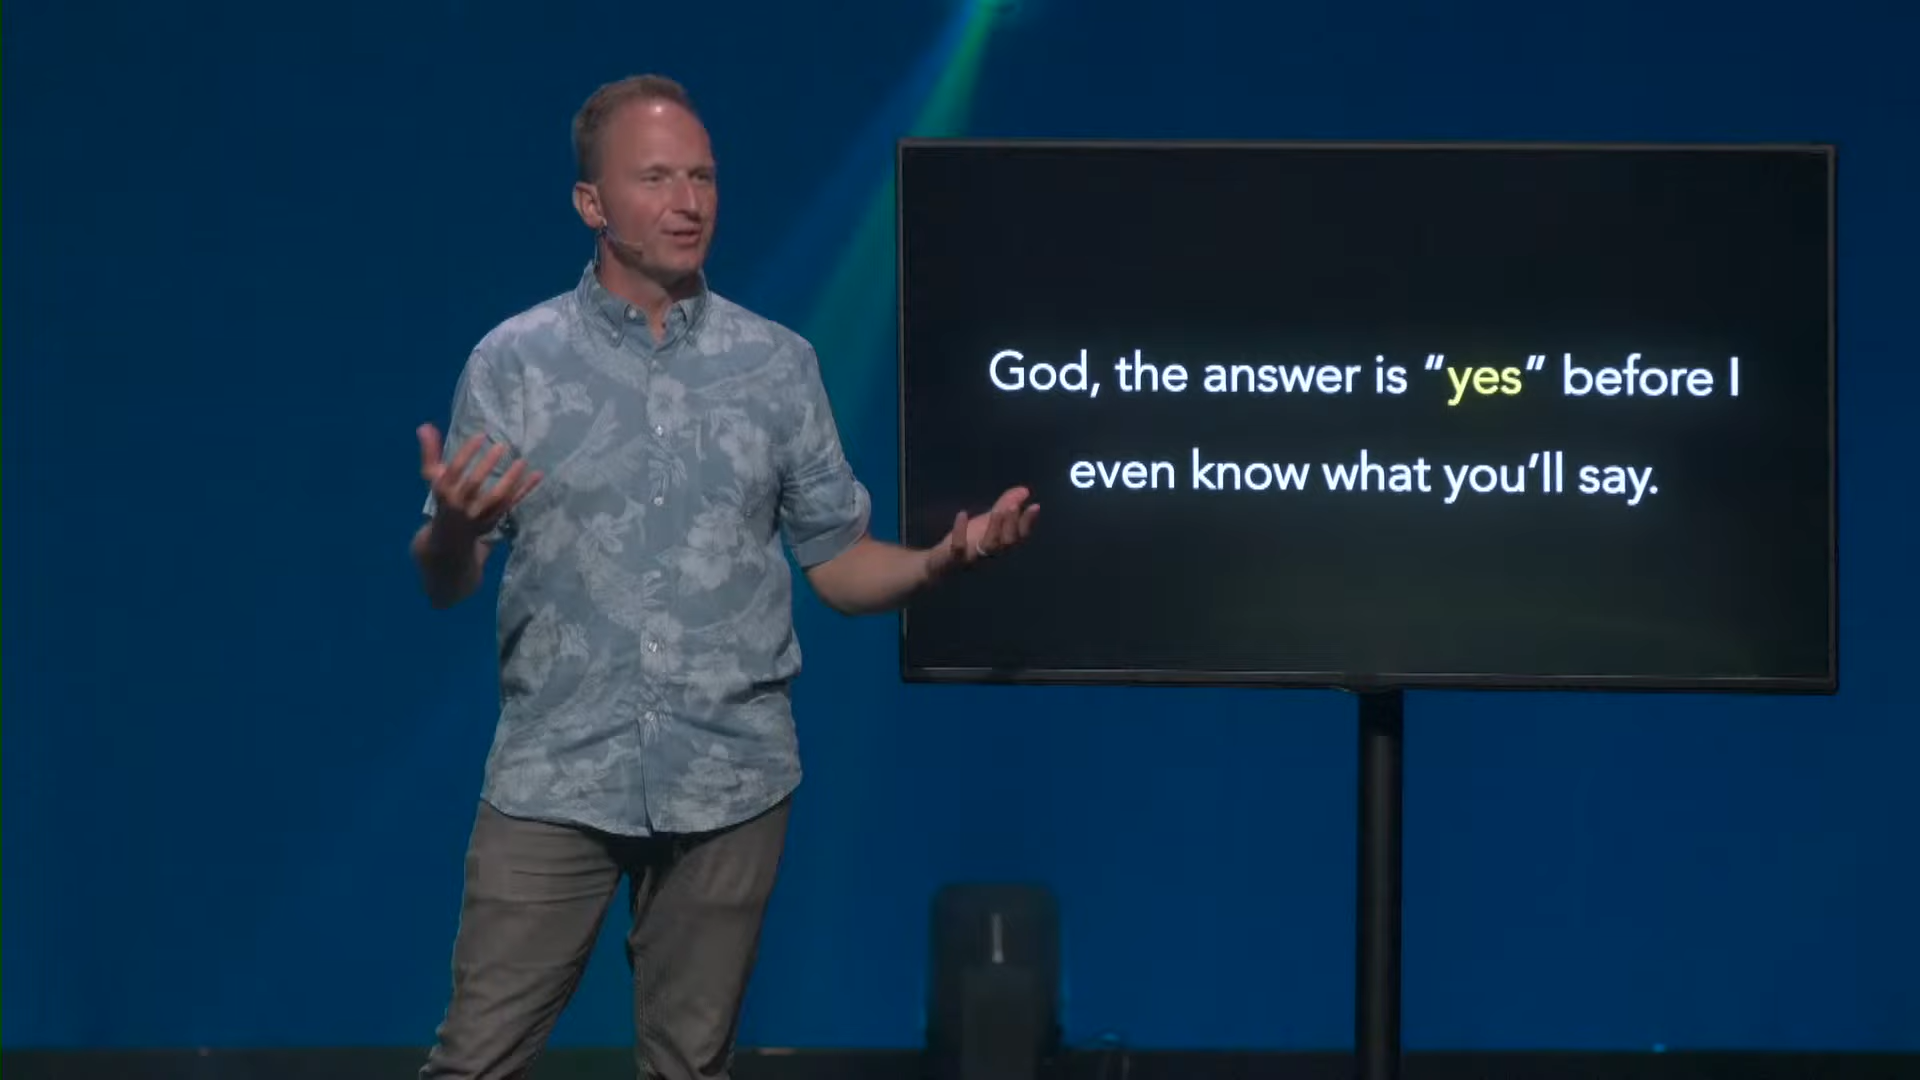 God, the answer is "yes" before I
even know what you'll say.